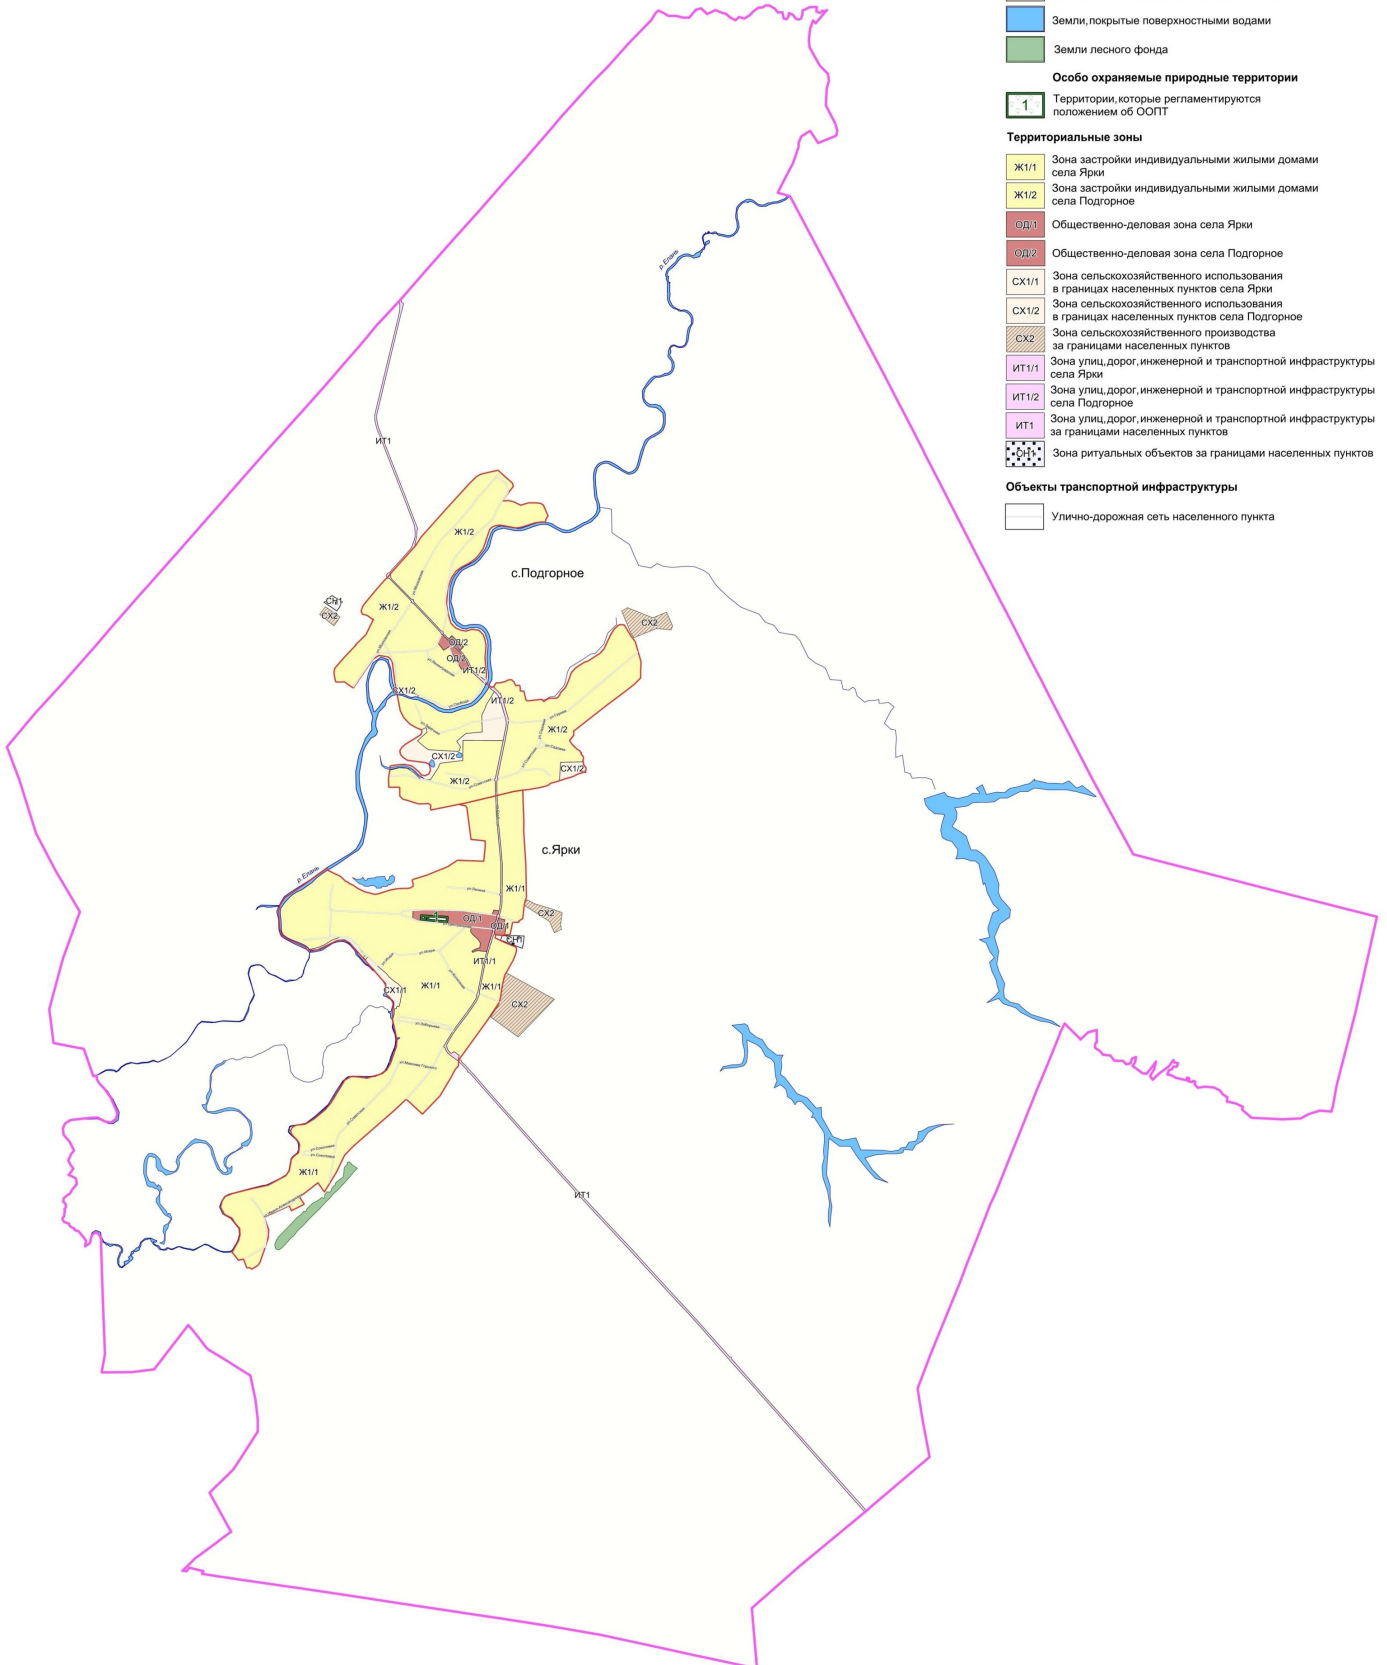 Земли, покрытые поверхностными водами
Земли лесного фонда
Особо охраняемые природные территории
1
Территории, которые регламентируются
положением об ООПТ
Территориальные зоны
Ж1/1
Зона застройки индивидуальными жилыми домами
села Ярки
Ж1/2
Зона застройки индивидуальными жилыми домами
села Подгорное
ОД/1
Общественно-деловая зона села Ярки
ОД/2
Общественно-деловая зона села Подгорное
СХ1/1
Зона сельскохозяйственного использования
в границах населенных пунктов села Ярки
СХ1/2
Зона сельскохозяйственного использования
в границах населенных пунктов села Подгорное
СХ2
Зона сельскохозяйственного производства
за границами населенных пунктов
ИТ1/1
Зона улиц, дорог, инженерной и транспортной инфраструктуры
села Ярки
ИТ1/2
Зона улиц, дорог, инженерной и транспортной инфраструктуры
села Подгорное
ИТ1
Зона улиц, дорог, инженерной и транспортной инфраструктуры
за границами населенных пунктов
СН1
Зона ритуальных объектов за границами населенных пунктов
Объекты транспортной инфраструктуры
Улично-дорожная сеть населенного пункта
р.Елань
ИТ1
Ж1/2
с.Подгорное
СН1
Ж1/2
СХ2
СХ2
ОД/2
ОД/2
ИТ1/2
СХ1/2
ИТ1/2
Ж1/2
СХ1/2
СХ1/2
Ж1/2
с.Ярки
р.Елань
Ж1/1
СХ2
1
ОД/1
ОД/1
СН1
ИТ1/1
СХ1/1
Ж1/1
Ж1/1
СХ2
ул.Максима Горького
Ж1/1
ИТ1